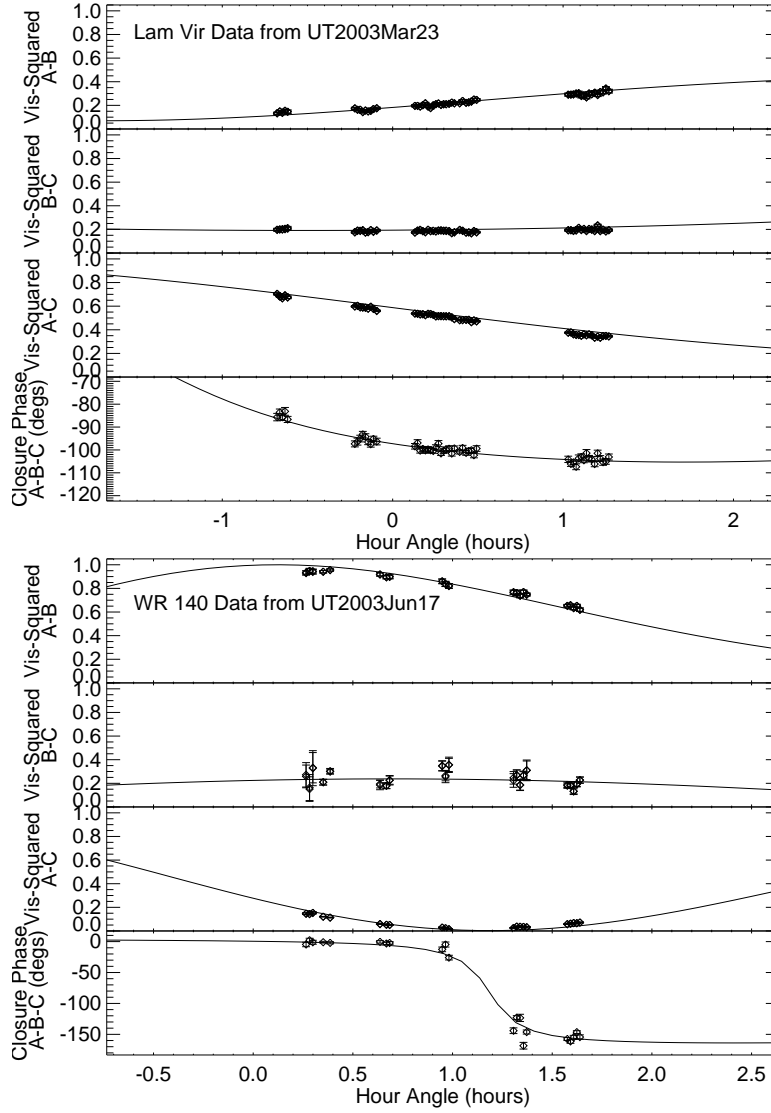 Lam Vir Data from UT2003Mar23
Vis-Squared
A-B
1.0
0.8
0.6
0.4
0.2
0.0
Vis-Squared
B-C
1.0
0.8
0.6
0.4
0.2
0.0
Vis-Squared
A-C
1.0
0.8
0.6
0.4
0.2
0.0
Closure Phase
A-B-C (degs)
-70
-80
-90
-100
-110
-120
-1 0 1 2
Hour Angle (hours)
WR 140 Data from UT2003Jun17
Vis-Squared
A-B
1.0
0.8
0.6
0.4
0.2
0.0
Vis-Squared
B-C
1.0
0.8
0.6
0.4
0.2
0.0
Vis-Squared
A-C
1.0
0.8
0.6
0.4
0.2
0.0
Closure Phase
A-B-C (degs)
0
-50
-100
-150
-0.5 0.0 0.5 1.0 1.5 2.0 2.5
Hour Angle (hours)